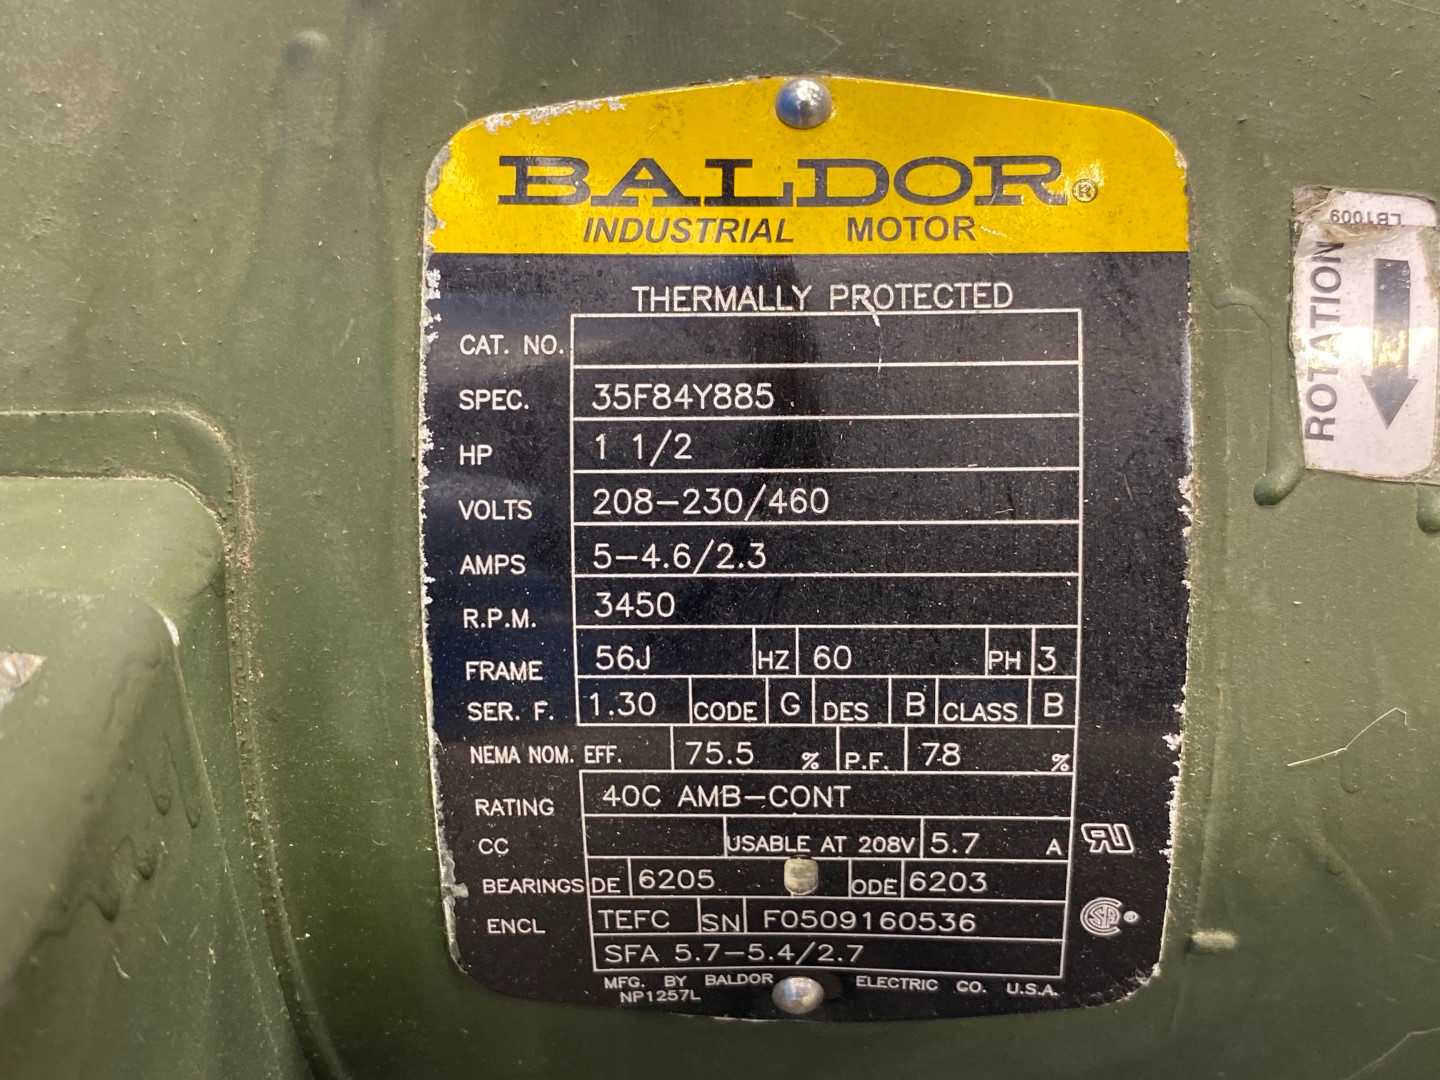 BALDOR®
INDUSTRIAL MOTOR
THERMALLY PROTECTED
CAT. NO.
SPEC. 35F84Y885
HP 1 1/2
VOLTS 208-230/460
AMPS 5-4.6/2.3
R.P.M. 3450
FRAME 56J HZ 60 PH 3
SER. F. 1.30 CODE G DES B CLASS B
NEMA NOM. EFF. 75.5 % P.F. 78 %
RATING 40C AMB-CONT
CC USABLE AT 208V 5.7 A
BEARINGS DE 6205 ODE 6203
ENCL TEFC SN F0509160536
SFA 5.7-5.4/2.7
MFG. BY BALDOR ELECTRIC CO. U.S.A.
NP1257L
RU
SA ®
LB1009
ROTATION